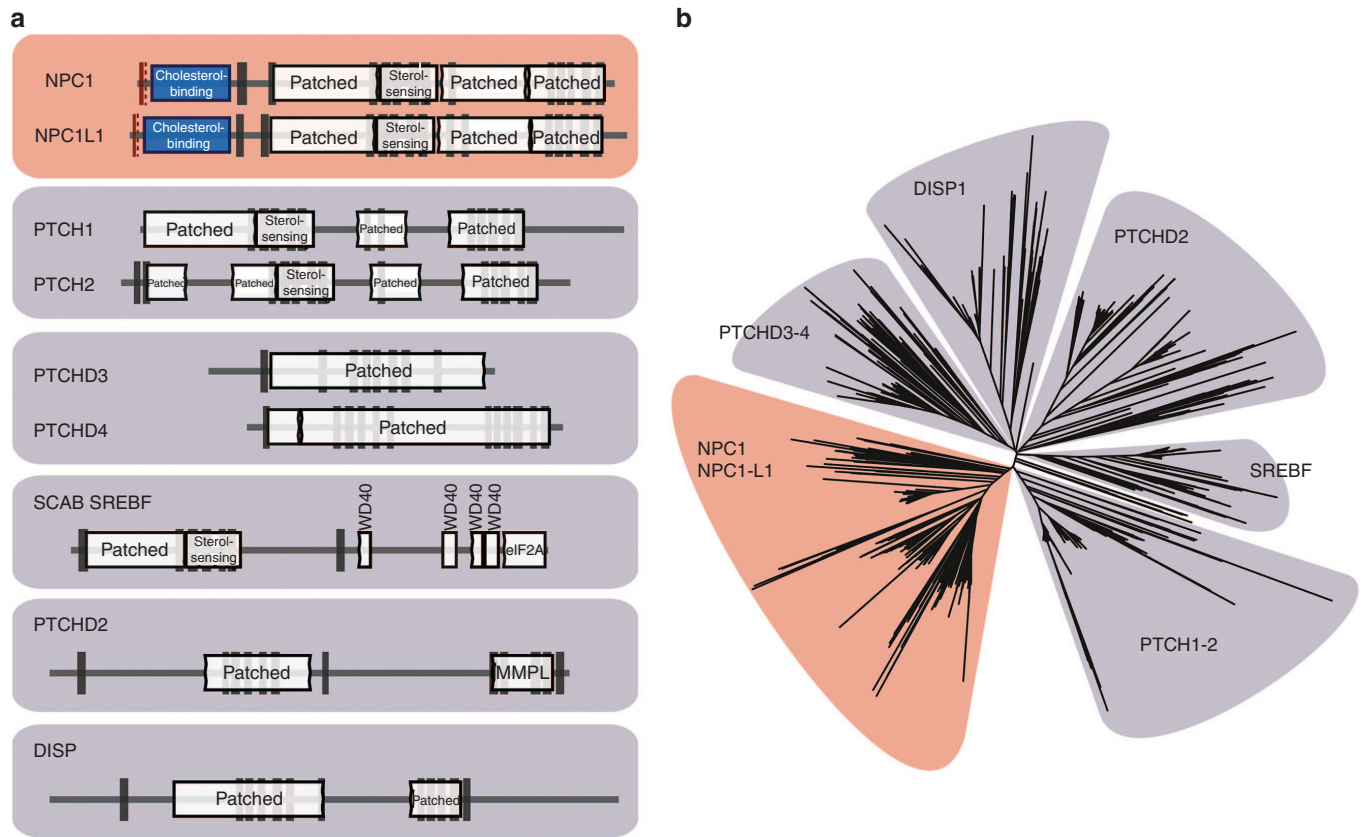 a
NPC1
Cholesterol-
binding
Patched
Sterol-
sensing
Patched
Patched
NPC1L1
Cholesterol-
binding
Patched
Sterol-
sensing
Patched
Patched
PTCH1
Patched
Sterol-
sensing
Patched
Patched
PTCH2
Patched
Patched
Sterol-
sensing
Patched
Patched
PTCHD3
Patched
PTCHD4
Patched
SCAB SREBF
Patched
Sterol-
sensing
WD40
WD40
WD40
WD40
eIF2A
PTCHD2
Patched
MMPL
DISP
Patched
Patched
b
DISP1
PTCHD2
PTCHD3-4
NPC1
NPC1-L1
SREBF
PTCH1-2